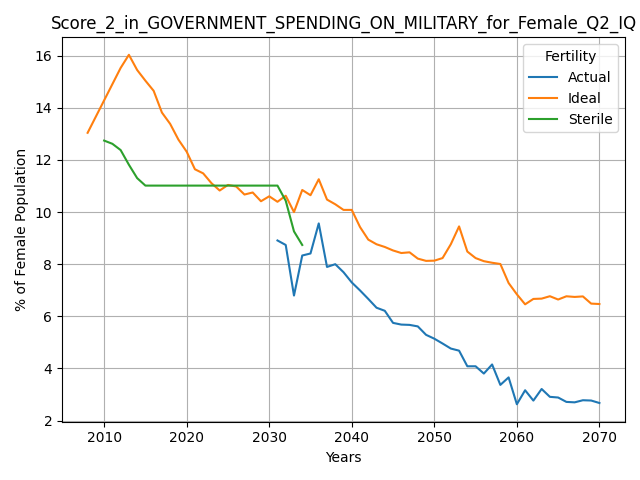 Score_2_in_GOVERNMENT_SPENDING_ON_MILITARY_for_Female_Q2_IQ
16
14
12
10
8
6
4
2
% of Female Population
Fertility
Actual
Ideal
Sterile
2010 2020 2030 2040 2050 2060 2070
Years